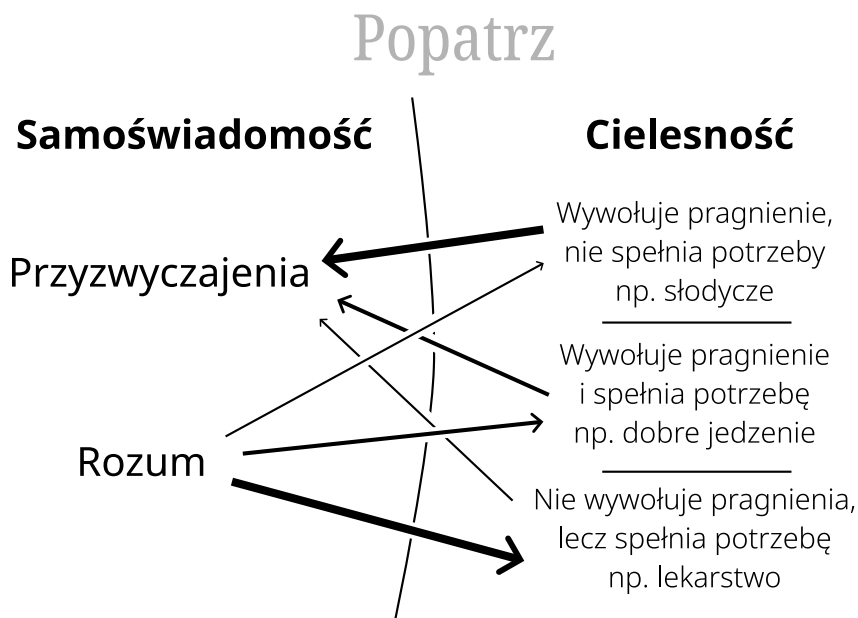 Popatrz
Samoświadomość
Cielesność
Przyzwyczajenia
Rozum
Wywołuje pragnienie,
nie spełnia potrzeby
np. słodycze
Wywołuje pragnienie
i spełnia potrzebę
np. dobre jedzenie
Nie wywołuje pragnienia,
lecz spełnia potrzebę
np. lekarstwo